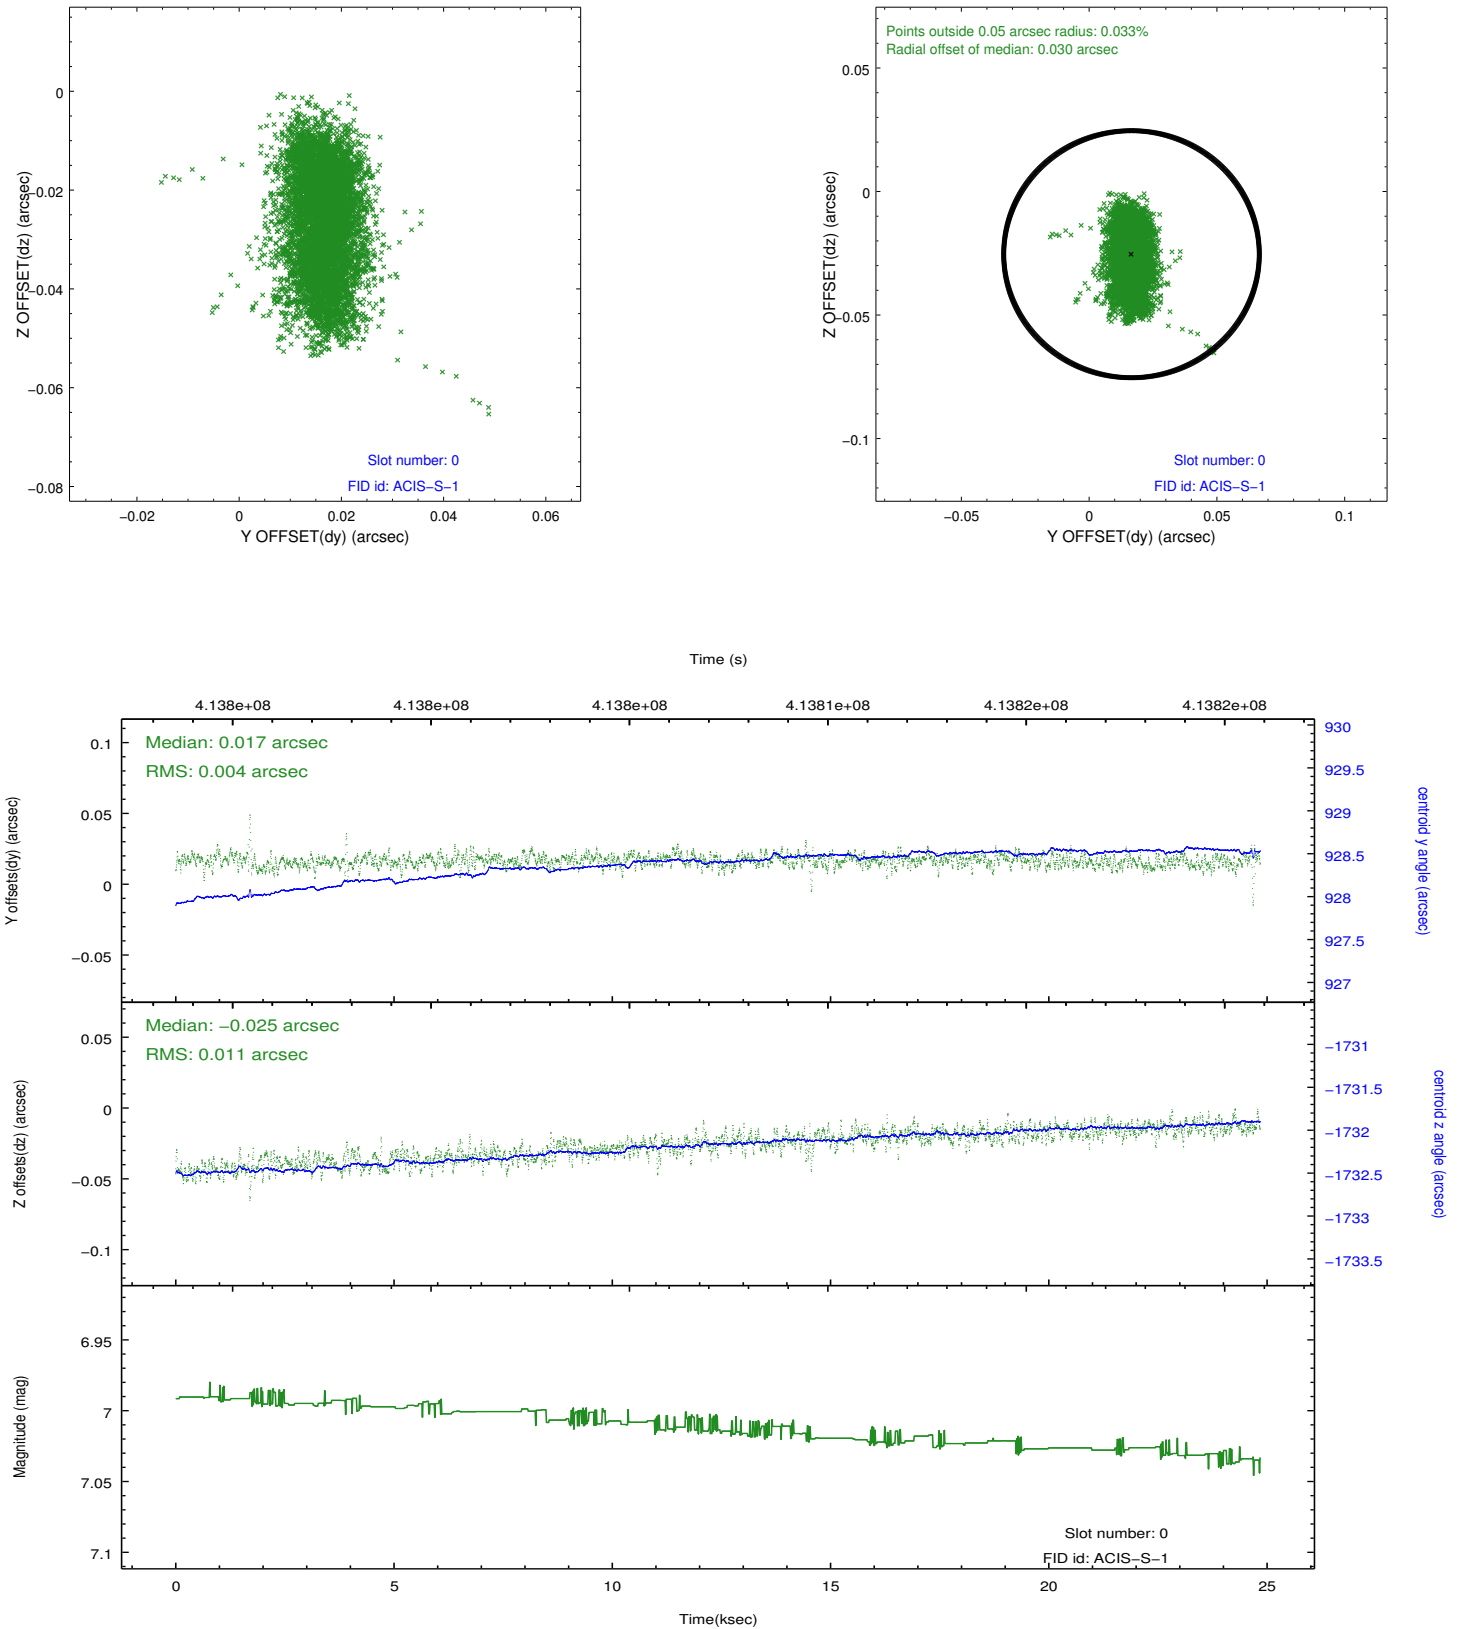 0
−0.02
−0.04
−0.06
−0.08
Z OFFSET(dz) (arcsec)
Slot number: 0
FID id: ACIS−S−1
−0.02 0 0.02 0.04 0.06
Y OFFSET(dy) (arcsec)
Points outside 0.05 arcsec radius: 0.033%
Radial offset of median: 0.030 arcsec
0.05
0
−0.05
−0.1
Z OFFSET(dz) (arcsec)
Slot number: 0
FID id: ACIS−S−1
−0.05 0 0.05 0.1
Y OFFSET(dy) (arcsec)
Time (s)
4.138e+08 4.138e+08 4.138e+08 4.1381e+08 4.1382e+08 4.1382e+08
Median: 0.017 arcsec
RMS: 0.004 arcsec
0.1
0.05
0
−0.05
Y offsets(dy) (arcsec)
930
929.5
929
928.5
928
927.5
927
centroid y angle (arcsec)
Median: −0.025 arcsec
RMS: 0.011 arcsec
0.05
0
−0.05
−0.1
Z offsets(dz) (arcsec)
−1731
−1731.5
−1732
−1732.5
−1733
−1733.5
centroid z angle (arcsec)
6.95
7
7.05
7.1
Magnitude (mag)
Slot number: 0
FID id: ACIS−S−1
0 5 10 15 20 25
Time(ksec)